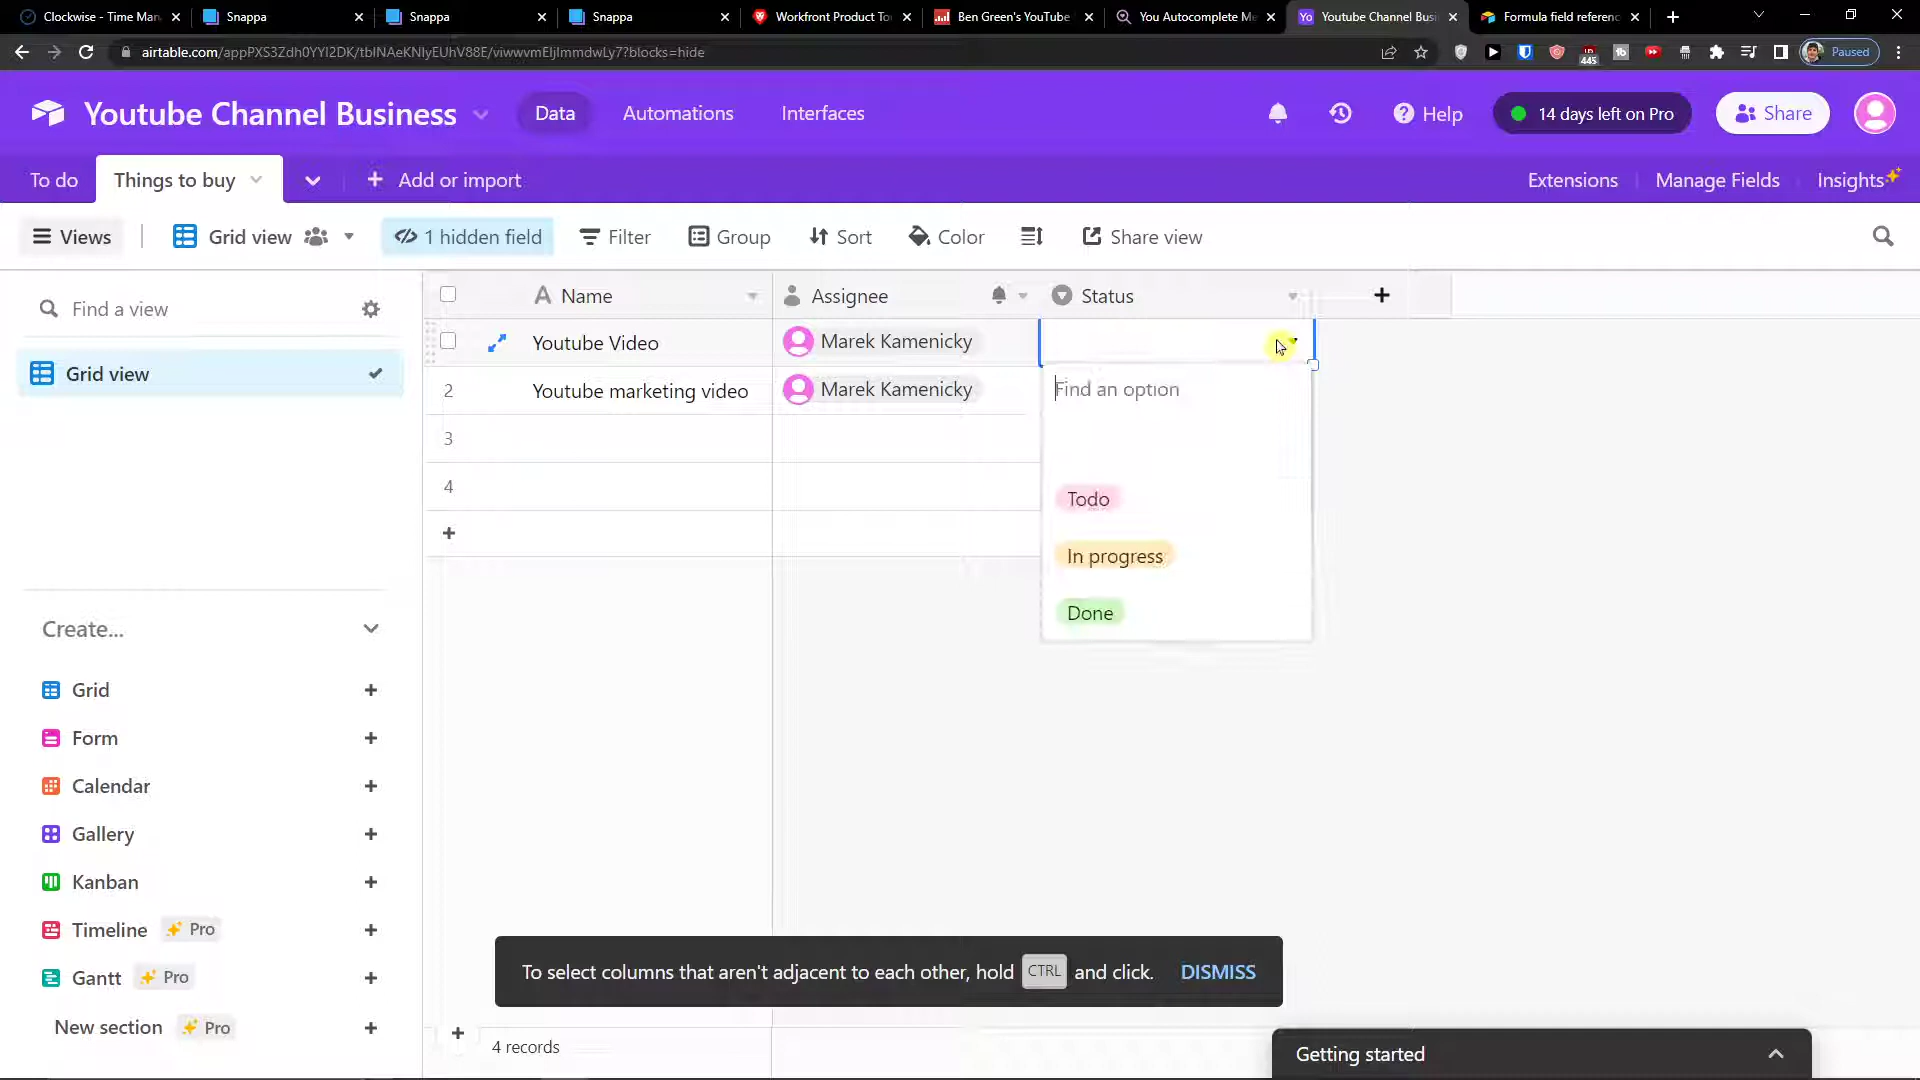 Clockwise - Time Man
Snappa
Snappa
Snappa
Workfront Product To
Ben Green's YouTube
You Autocomplete Me
Yo
Youtube Channel Busi
Formula field referenc
airtable.com/appPXS3Zdh0YYl2DK/tblNAeKNIyEUhV88E/viwwvmEljlmmdwLy7?blocks=hide
445
Paused
Youtube Channel Business
Data
Automations
Interfaces
Help
14 days left on Pro
Share
To do
Things to buy
Add or import
Extensions
Manage Fields
Insights
Views
Grid view
1 hidden field
Filter
Group
Sort
Color
Share view
Find a view
Name
Assignee
Status
Grid view
Youtube Video
Marek Kamenicky
2
Youtube marketing video
Marek Kamenicky
Find an option
3
4
Todo
In progress
Done
Create...
Grid
Form
Calendar
Gallery
Kanban
Timeline
Pro
Gantt
Pro
New section
Pro
To select columns that aren't adjacent to each other, hold CTRL and click.
DISMISS
4 records
Getting started